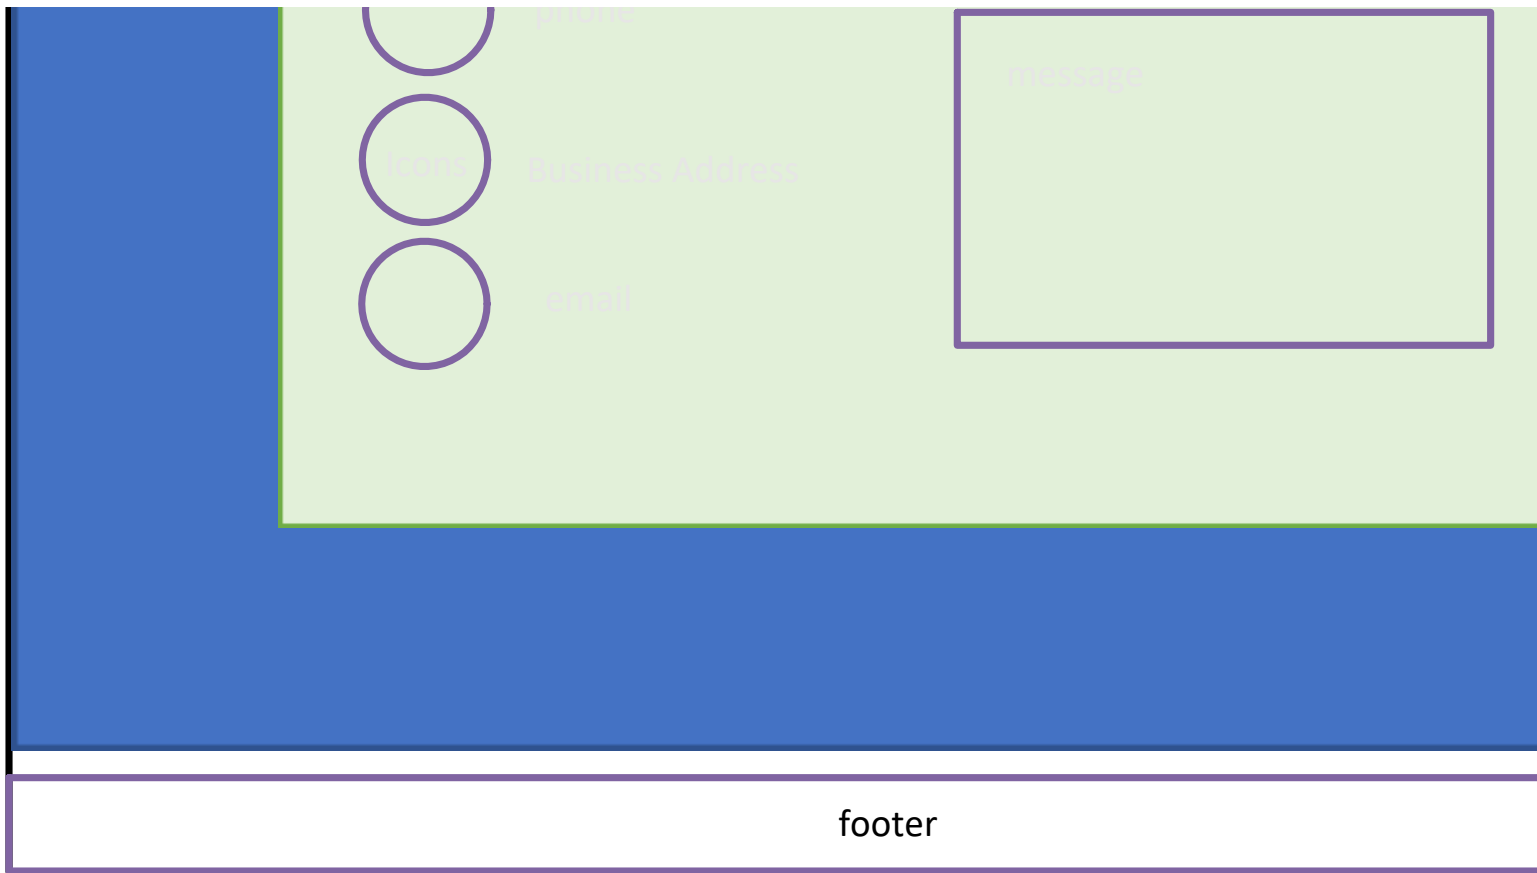 phone
message
Icons
Business Address
email
footer